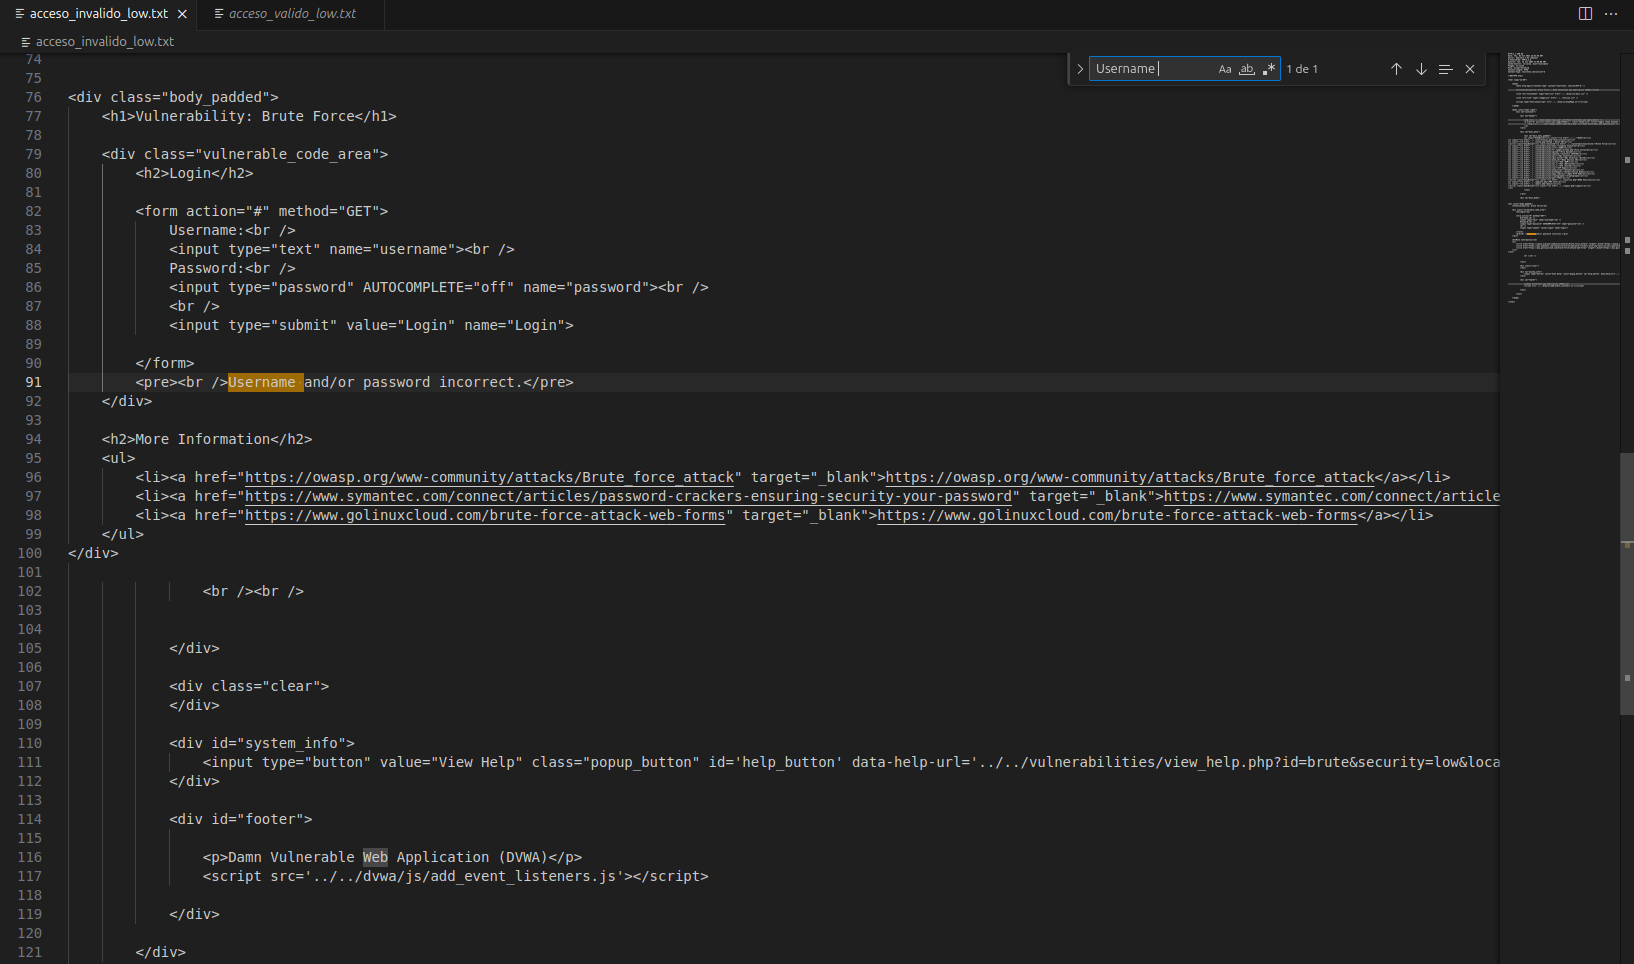 acceso_invalido_low.txt
acceso_valido_low.txt
acceso_invalido_low.txt
Username
Aa
ab
1 de 1
74
75
76 <div class="body_padded">
77 <h1>Vulnerability: Brute Force</h1>
78
79 <div class="vulnerable_code_area">
80 <h2>Login</h2>
81
82 <form action="#" method="GET">
83 Username:<br />
84 <input type="text" name="username"><br />
85 Password:<br />
86 <input type="password" AUTOCOMPLETE="off" name="password"><br />
87 <br />
88 <input type="submit" value="Login" name="Login">
89
90 </form>
91 <pre><br />Username and/or password incorrect.</pre>
92 </div>
93
94 <h2>More Information</h2>
95 <ul>
96 <li><a href="https://owasp.org/www-community/attacks/Brute_force_attack" target="_blank">https://owasp.org/www-community/attacks/Brute_force_attack</a></li>
97 <li><a href="https://www.symantec.com/connect/articles/password-crackers-ensuring-security-your-password" target="_blank">https://www.symantec.com/connect/article
98 <li><a href="https://www.golinuxcloud.com/brute-force-attack-web-forms" target="_blank">https://www.golinuxcloud.com/brute-force-attack-web-forms</a></li>
99 </ul>
100 </div>
101
102 <br /><br />
103
104
105 </div>
106
107 <div class="clear">
108 </div>
109
110 <div id="system_info">
111 <input type="button" value="View Help" class="popup_button" id='help_button' data-help-url='../../vulnerabilities/view_help.php?id=brute&security=low&loca
112 </div>
113
114 <div id="footer">
115
116 <p>Damn Vulnerable Web Application (DVWA)</p>
117 <script src='../../dvwa/js/add_event_listeners.js'></script>
118
119 </div>
120
121 </div>